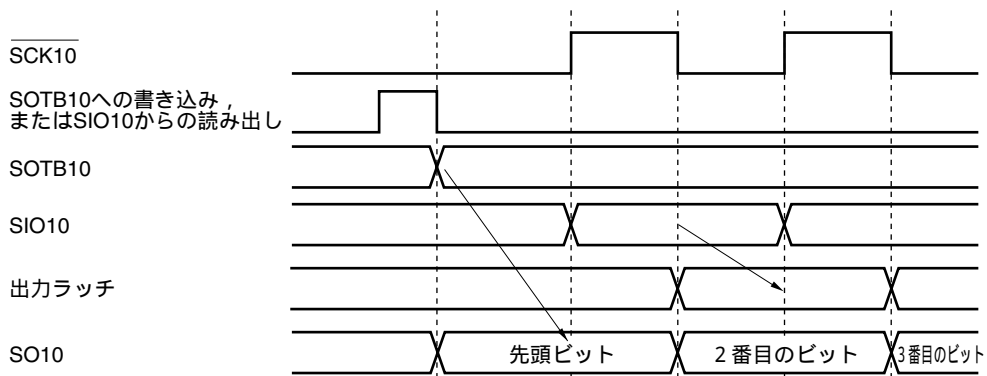 SCK10
SOTB10への書き込み，
またはSIO10からの読み出し
SOTB10
SIO10
出力ラッチ
SO10
先頭ビット
２番目のビット
3番目のビット